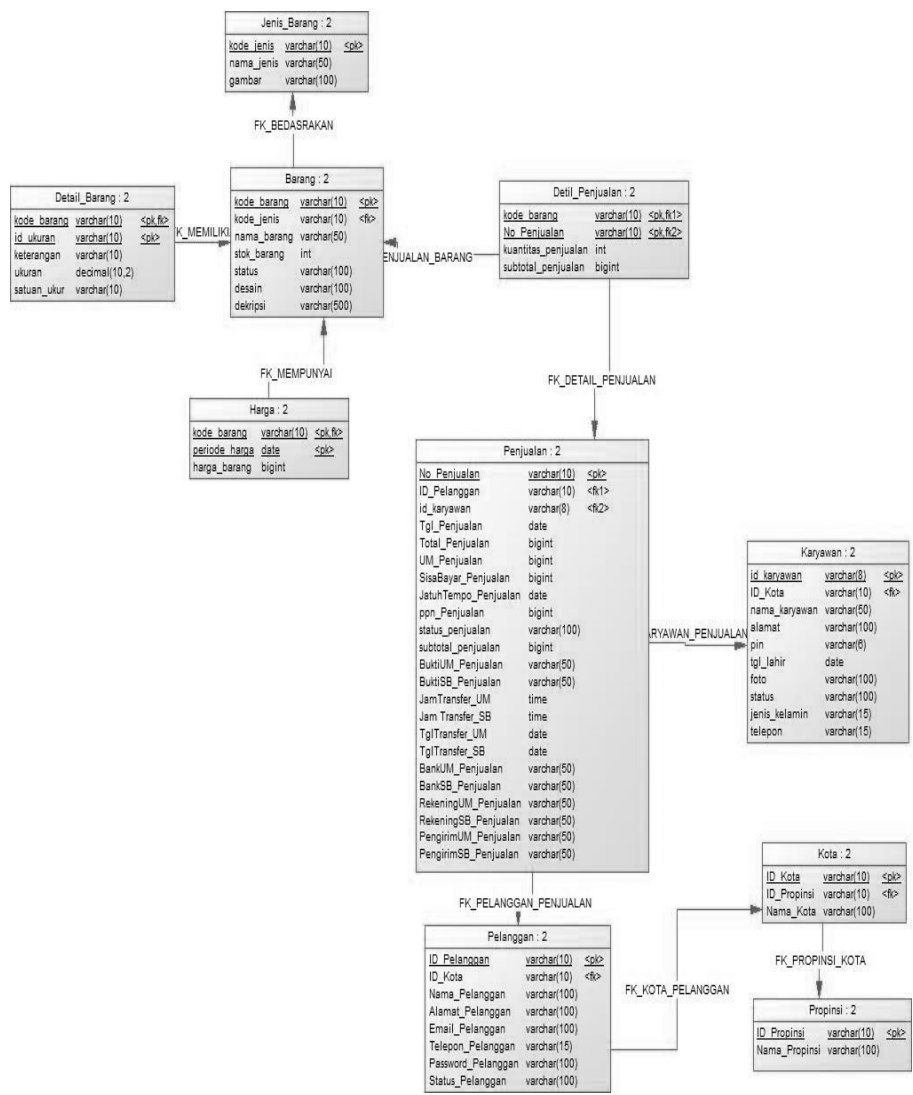 Jenis_Barang : 2
kode_jenis varchar(10) <pk>
nama_jenis varchar(50)
gambar varchar(100)
FK_BEDASRAKAN
Barang : 2
kode_barang varchar(10) <pk>
kode_jenis varchar(10) <fk>
nama_barang varchar(50)
stok_barang int
status varchar(100)
desain varchar(100)
dekripsi varchar(500)
Detail_Barang : 2
kode_barang varchar(10) <pk,fk>
id_ukuran varchar(10) <pk>
keterangan varchar(10)
ukuran decimal(10,2)
satuan_ukur varchar(10)
K_MEMILIKI
Detil_Penjualan : 2
kode_barang varchar(10) <pk,fk1>
No_Penjualan varchar(10) <pk,fk2>
kuantitas_penjualan int
subtotal_penjualan bigint
ENJUALAN_BARANG
FK_MEMPUNYAI
FK_DETAIL_PENJUALAN
Harga : 2
kode_barang varchar(10) <pk,fk>
periode_harga date <pk>
harga_barang bigint
Penjualan : 2
No_Penjualan varchar(10) <pk>
ID_Pelanggan varchar(10) <fk1>
id_karyawan varchar(8) <fk2>
Tgl_Penjualan date
Total_Penjualan bigint
UM_Penjualan bigint
SisaBayar_Penjualan bigint
JatuhTempo_Penjualan date
ppn_Penjualan bigint
status_penjualan varchar(100)
subtotal_penjualan bigint
BuktiUM_Penjualan varchar(50)
BuktiSB_Penjualan varchar(50)
JamTransfer_UM time
Jam Transfer_SB time
TglTransfer_UM date
TglTransfer_SB date
BankUM_Penjualan varchar(50)
BankSB_Penjualan varchar(50)
RekeningUM_Penjualan varchar(50)
RekeningSB_Penjualan varchar(50)
PengirimUM_Penjualan varchar(50)
PengirimSB_Penjualan varchar(50)
ARYAWAN_PENJUALAN
Karyawan : 2
id_karyawan varchar(8) <pk>
ID_Kota varchar(10) <fk>
nama_karyawan varchar(50)
alamat varchar(100)
pin varchar(6)
tgl_lahir date
foto varchar(100)
status varchar(100)
jenis_kelamin varchar(15)
telepon varchar(15)
FK_PELANGGAN_PENJUALAN
Pelanggan : 2
ID_Pelanggan varchar(10) <pk>
ID_Kota varchar(10) <fk>
Nama_Pelanggan varchar(100)
Alamat_Pelanggan varchar(100)
Email_Pelanggan varchar(100)
Telepon_Pelanggan varchar(15)
Password_Pelanggan varchar(100)
Status_Pelanggan varchar(100)
FK_KOTA_PELANGGAN
Kota : 2
ID_Kota varchar(10) <pk>
ID_Propinsi varchar(10) <fk>
Nama_Kota varchar(100)
FK_PROPINSI_KOTA
Propinsi : 2
ID_Propinsi varchar(10) <pk>
Nama_Propinsi varchar(100)